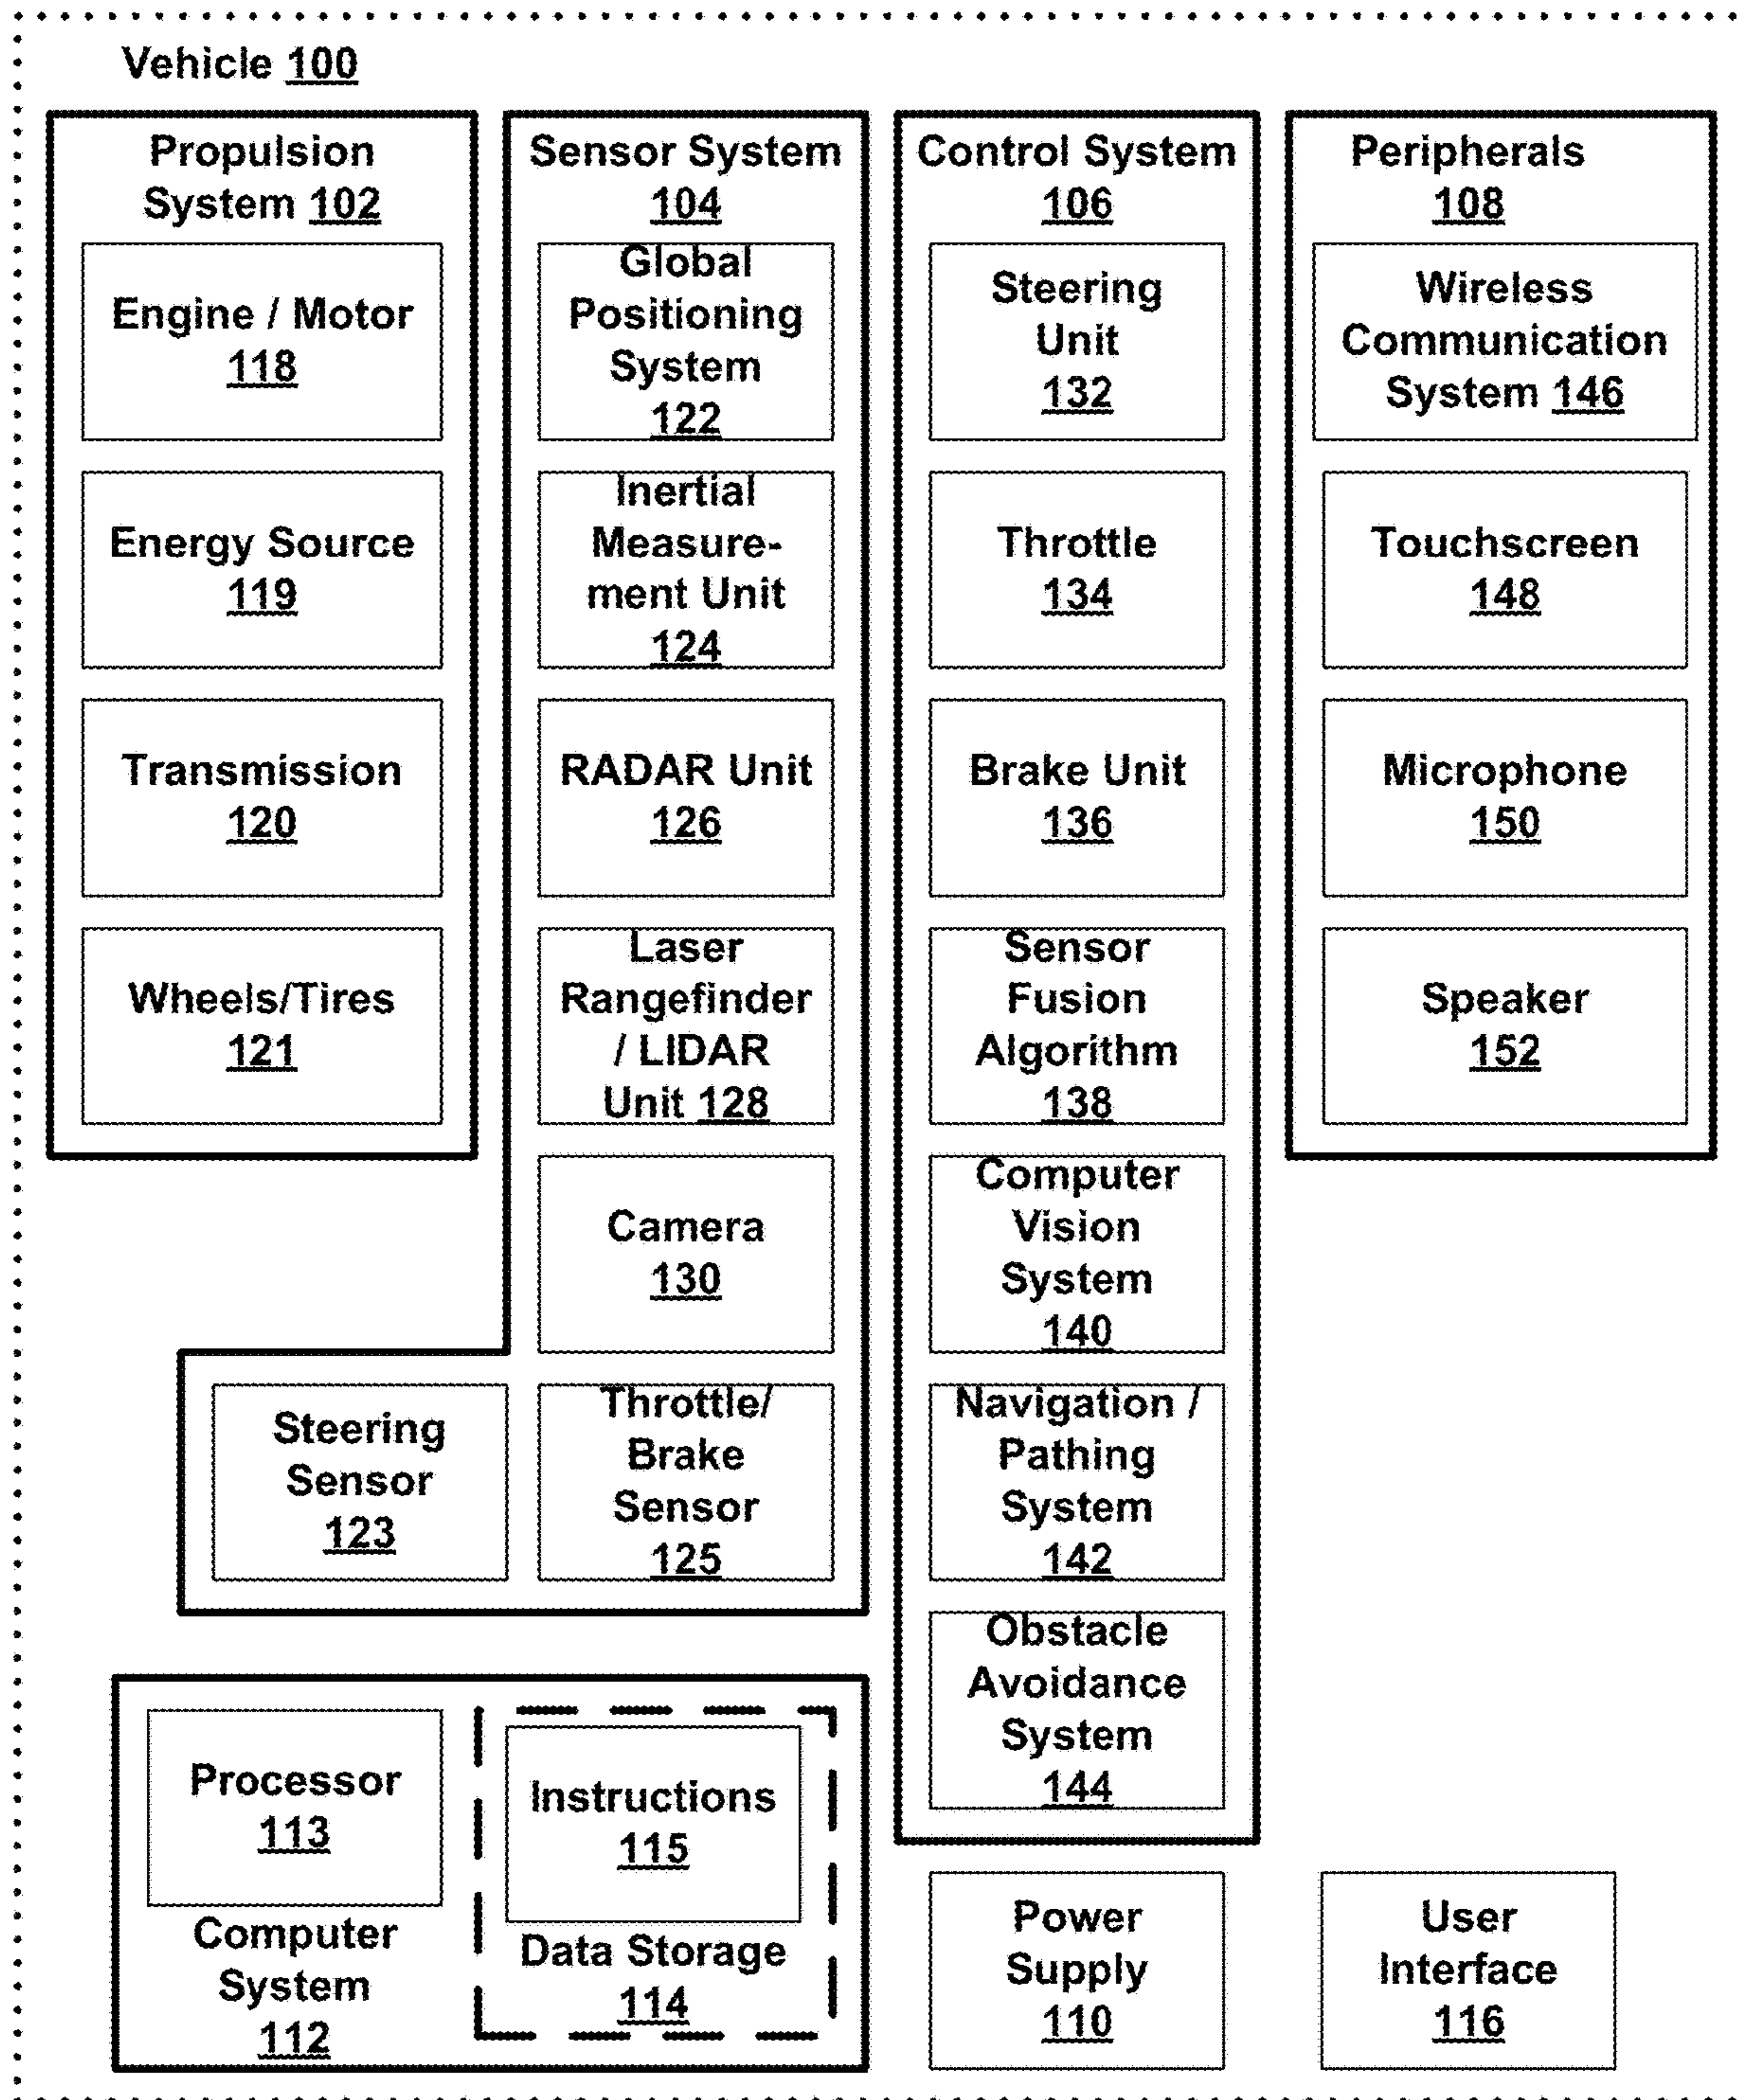 Vehicle 100
Propulsion
System 102
Engine / Motor
118
Energy Source
119
Transmission
120
Wheels/Tires
121
Sensor System
104
Global
Positioning
System
122
Inertial
Measure-
ment Unit
124
RADAR Unit
126
Laser
Rangefinder
/ LIDAR
Unit 128
Camera
130
Steering
Sensor
123
Throttle/
Brake
Sensor
125
Control System
106
Steering
Unit
132
Throttle
134
Brake Unit
136
Sensor
Fusion
Algorithm
138
Computer
Vision
System
140
Navigation /
Pathing
System
142
Obstacle
Avoidance
System
144
Peripherals
108
Wireless
Communication
System 146
Touchscreen
148
Microphone
150
Speaker
152
Processor
113
Computer
System
112
Instructions
115
Data Storage
114
Power
Supply
110
User
Interface
116